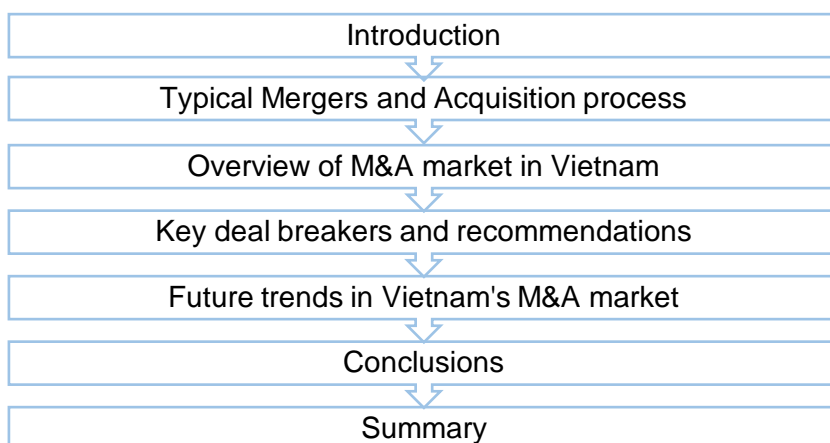 Introduction
Typical Mergers and Acquisition process
Overview of M&A market in Vietnam
Key deal breakers and recommendations
Future trends in Vietnam's M&A market
Conclusions
Summary